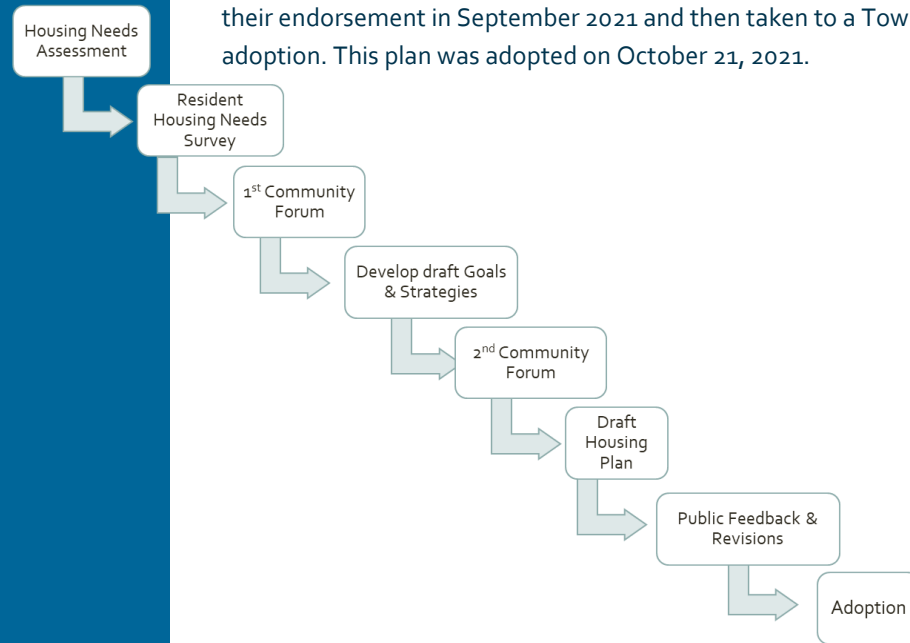 their endorsement in September 2021 and then taken to a Tow
adoption. This plan was adopted on October 21, 2021.
Housing Needs
Assessment
Resident
Housing Needs
Survey
1st Community
Forum
Develop draft Goals
& Strategies
2nd Community
Forum
Draft
Housing
Plan
Public Feedback &
Revisions
Adoption